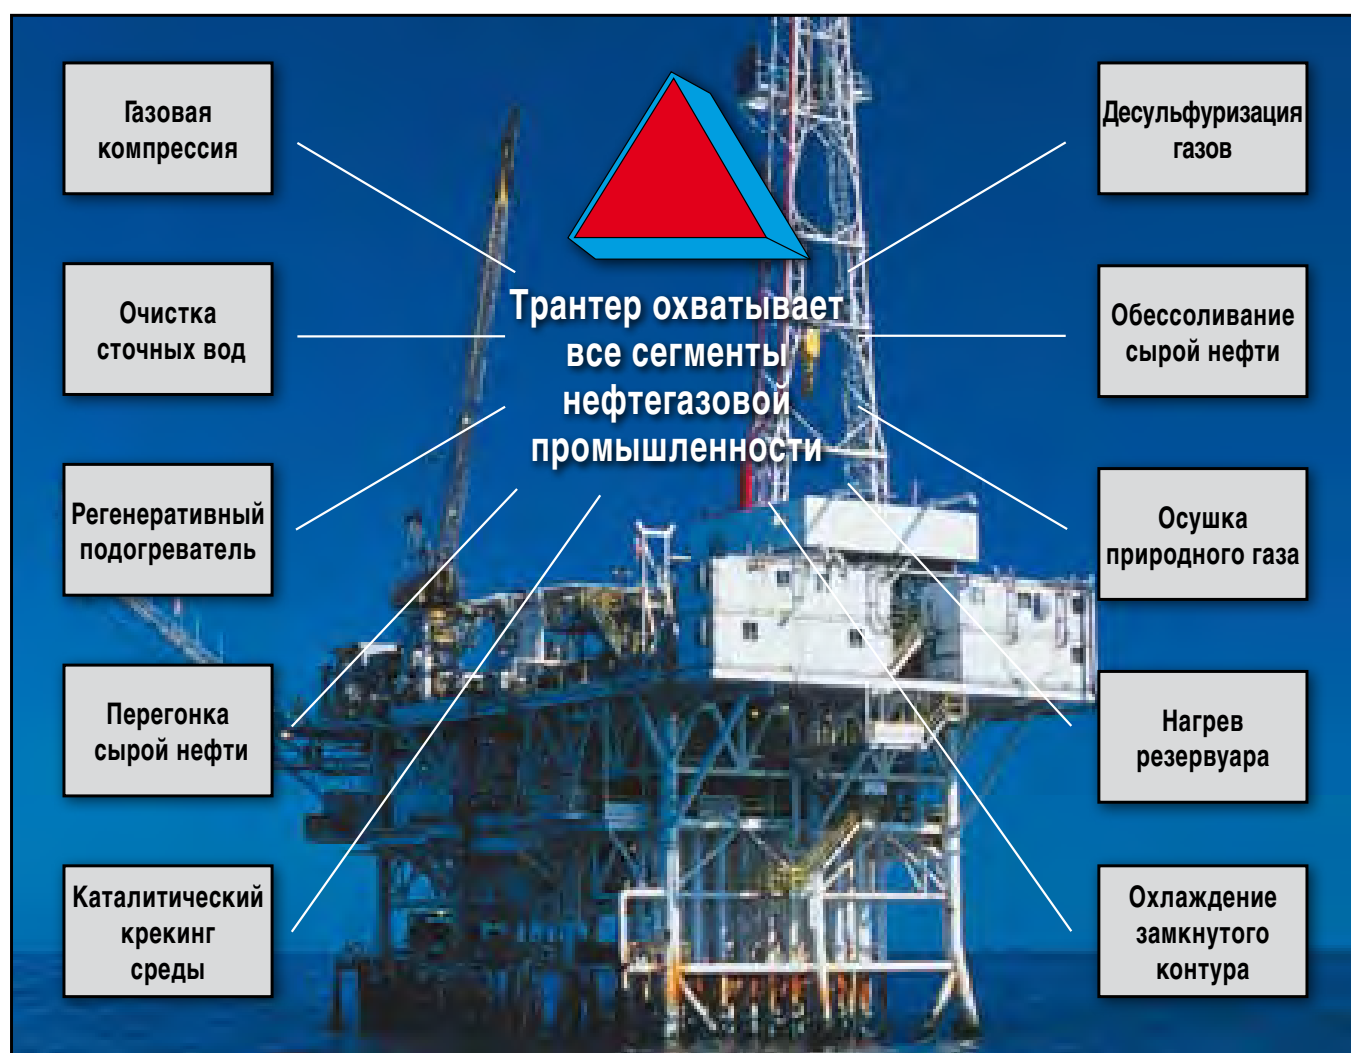 Газовая
компрессия
Очистка
сточных вод
Регенеративный
подогреватель
Перегонка
сырой нефти
Каталитический
крекинг
среды
Трантер охватывает
все сегменты
нефтегазовой
промышленности
Десульфуризация
газов
Обессоливание
сырой нефти
Осушка
природного газа
Нагрев
резервуара
Охлаждение
замкнутого
контура